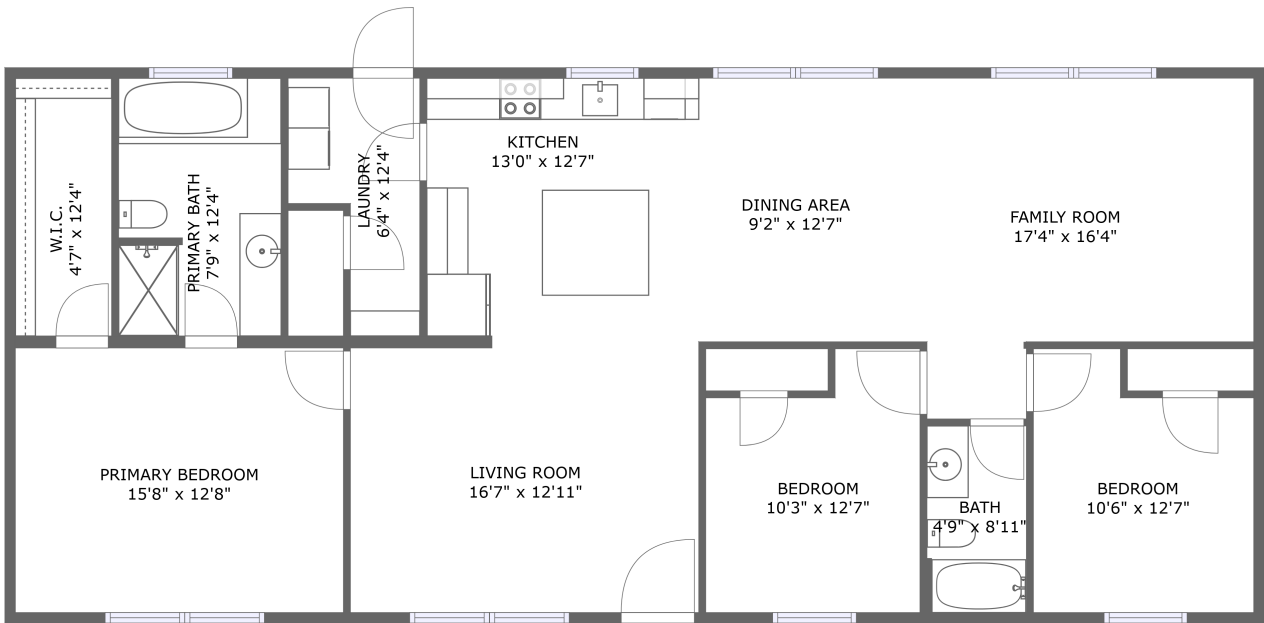 KITCHEN
13'0" x 12'7"
W.I.C.
4'7" x 12'4"
PRIMARY BATH
7'9" x 12'4"
LAUNDRY
6'4" x 12'4"
DINING AREA
9'2" x 12'7"
FAMILY ROOM
17'4" x 16'4"
PRIMARY BEDROOM
15'8" x 12'8"
LIVING ROOM
16'7" x 12'11"
BEDROOM
10'3" x 12'7"
BATH
4'9" x 8'11"
BEDROOM
10'6" x 12'7"